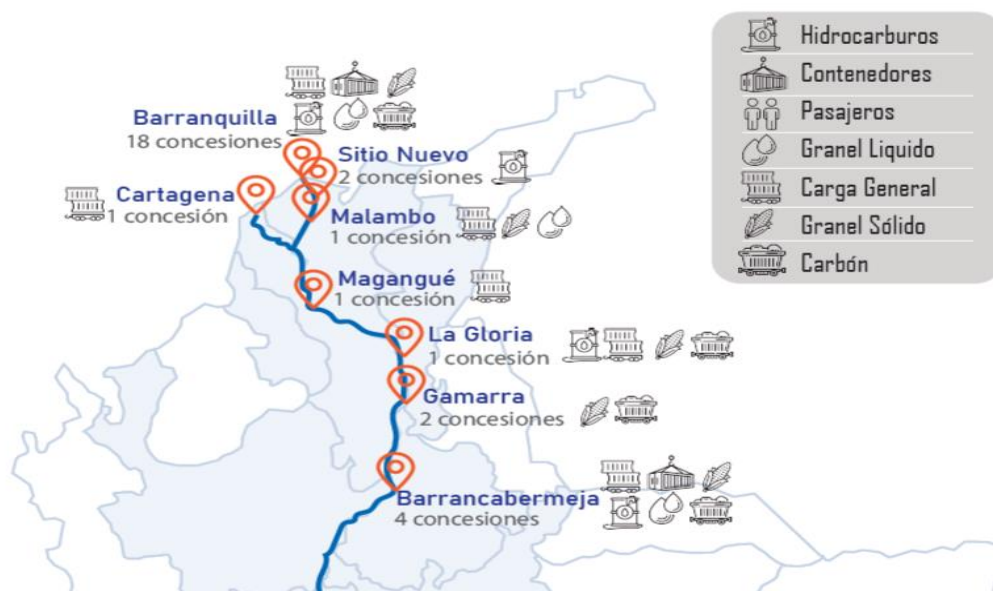 Barranquilla
18 concesiones
Sitio Nuevo
2 concesiones
Cartagena
1 concesión
Malambo
1 concesión
Magangué
1 concesión
La Gloria
1 concesión
Gamarra
2 concesiones
Barrancabermeja
4 concesiones
Hidrocarburos
Contenedores
Pasajeros
Granel Liquido
Carga General
Granel Sólido
Carbón